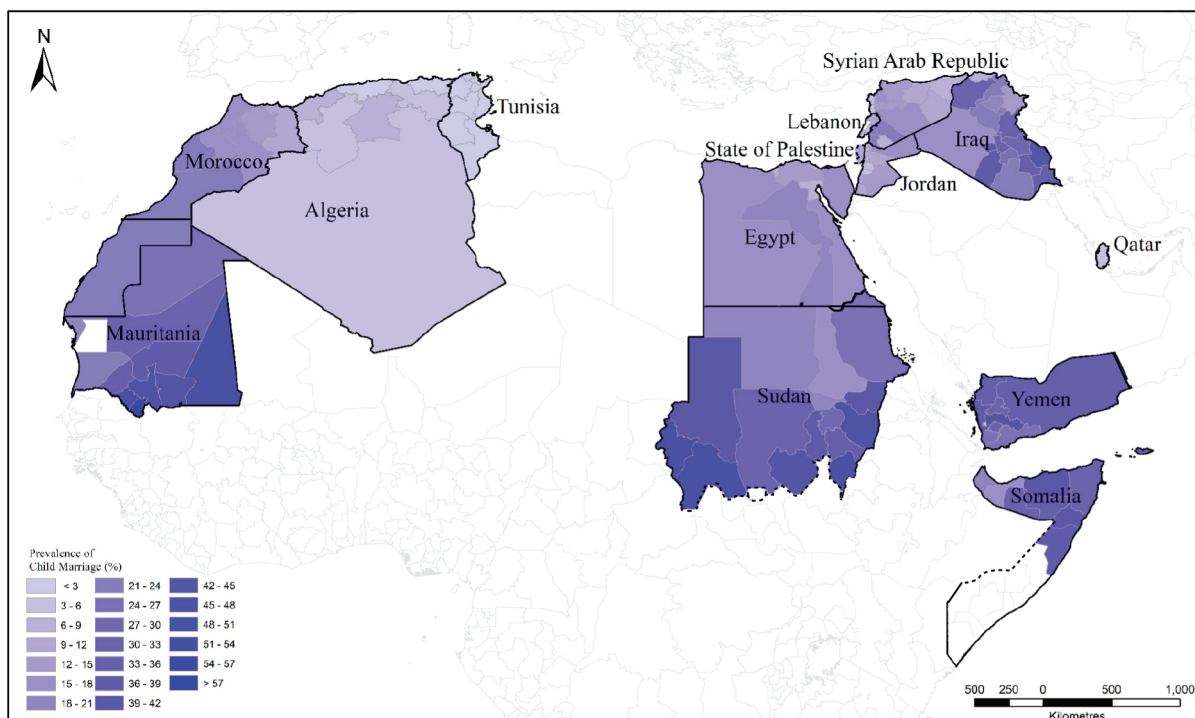 N
Syrian Arab Republic
Tunisia
Lebanon
Morocco
State of Palestine
Iraq
Jordan
Algeria
Egypt
Qatar
Mauritania
Sudan
Yemen
Somalia
Prevalence of
Child Marriage (%)
< 3
3 - 6
6 - 9
9 - 12
12 - 15
15 - 18
18 - 21
21 - 24
24 - 27
27 - 30
30 - 33
33 - 36
36 - 39
39 - 42
42 - 45
45 - 48
48 - 51
51 - 54
54 - 57
> 57
500 250 0 500 1,000
Kilometres